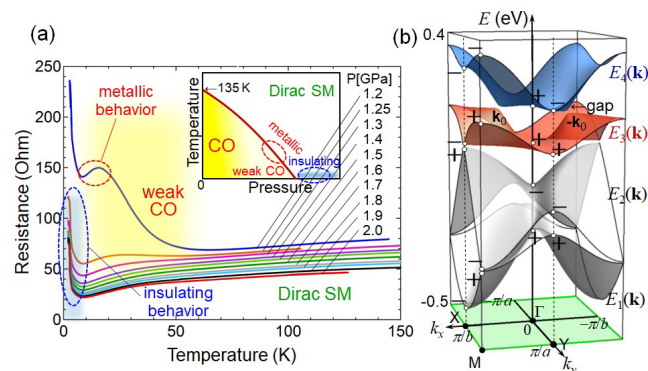 (a)
250
200
150
100
50
0
Resistance (Ohm)
0
50
100
150
Temperature (K)
metallic
behavior
weak
CO
insulating
behavior
Dirac SM
Temperature
←135 K
Dirac SM
CO
weak CO
metallic
insulating
0
Pressure
P[GPa]
1.2
1.25
1.3
1.4
1.5
1.6
1.7
1.8
1.9
2.0
(b)
E (eV)
0.4
E4(k)
gap
k0
-k0
E3(k)
E2(k)
E1(k)
-0.5
-π/a
Γ
0
-π/b
X
kx
π/b
π/a
Y
ky
M